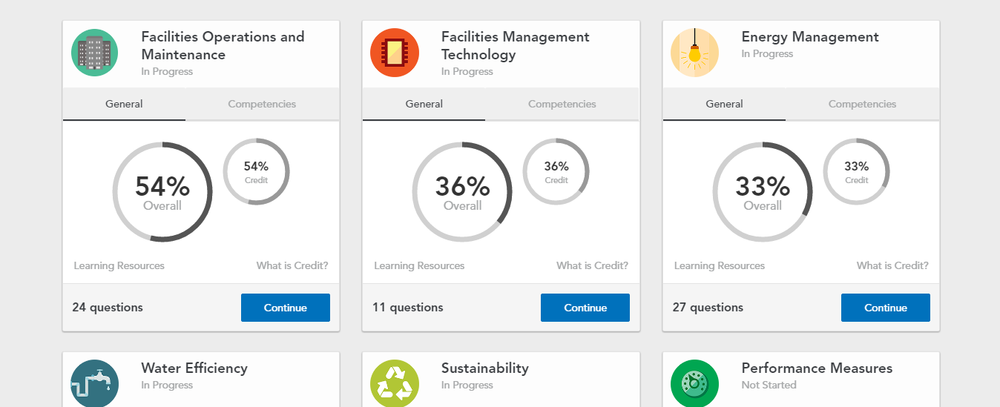 Facilities Operations and
Maintenance
In Progress
General
Competencies
54%
Overall
54%
Credit
Learning Resources
What is Credit?
24 questions
Continue
Facilities Management
Technology
In Progress
General
Competencies
36%
Overall
36%
Credit
Learning Resources
What is Credit?
11 questions
Continue
Energy Management
In Progress
General
Competencies
33%
Overall
33%
Credit
Learning Resources
What is Credit?
27 questions
Continue
Water Efficiency
In Progress
Sustainability
In Progress
Performance Measures
Not Started